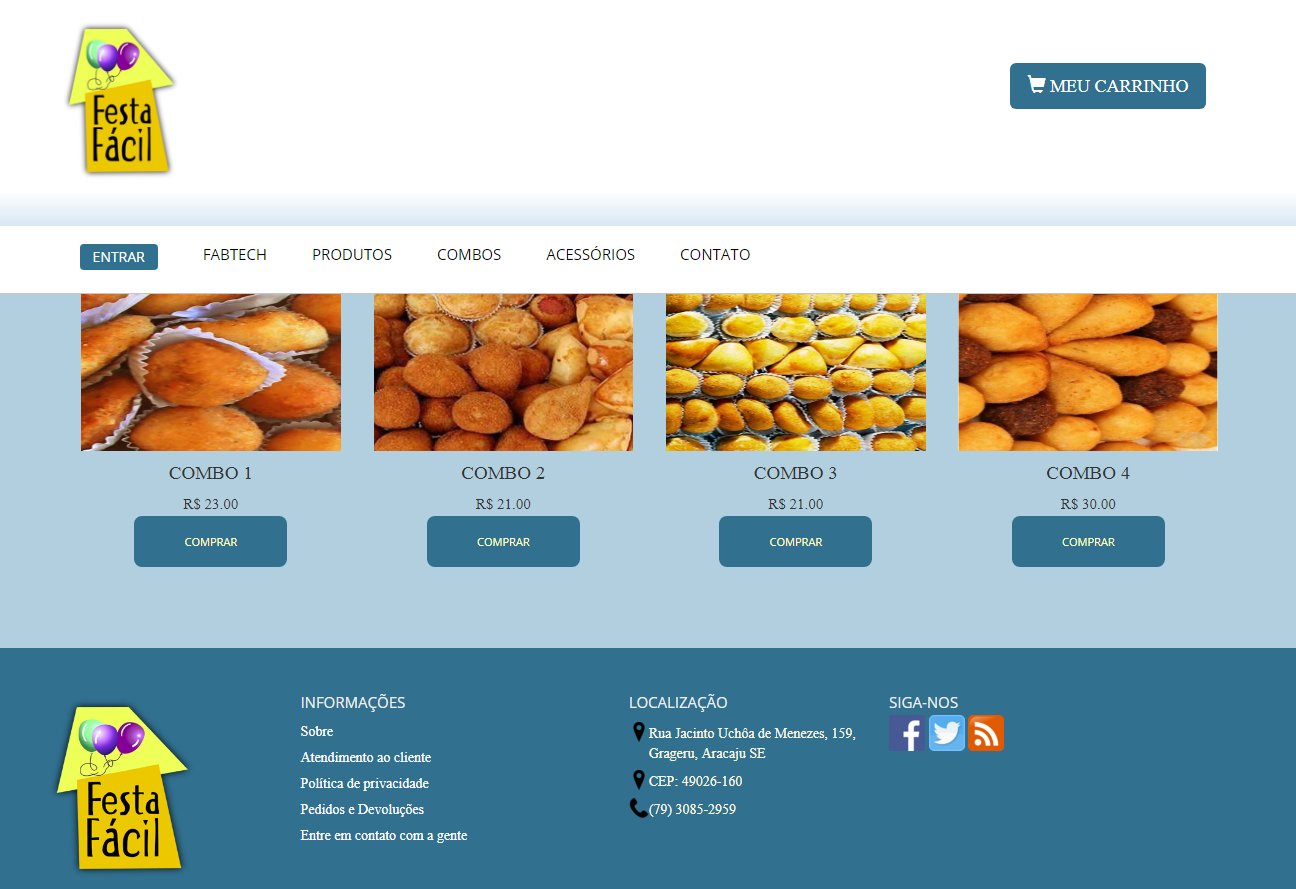 Festa
Fácil
MEU CARRINHO
ENTRAR
FABTECH
PRODUTOS
COMBOS
ACESSÓRIOS
CONTATO
COMBO 1
R$ 23.00
COMPRAR
COMBO 2
R$ 21.00
COMPRAR
COMBO 3
R$ 21.00
COMPRAR
COMBO 4
R$ 30.00
COMPRAR
Festa
Fácil
INFORMAÇÕES
Sobre
Atendimento ao cliente
Política de privacidade
Pedidos e Devoluções
Entre em contato com a gente
LOCALIZAÇÃO
Rua Jacinto Uchôa de Menezes, 159,
Grageru, Aracaju SE
CEP: 49026-160
(79) 3085-2959
SIGA-NOS